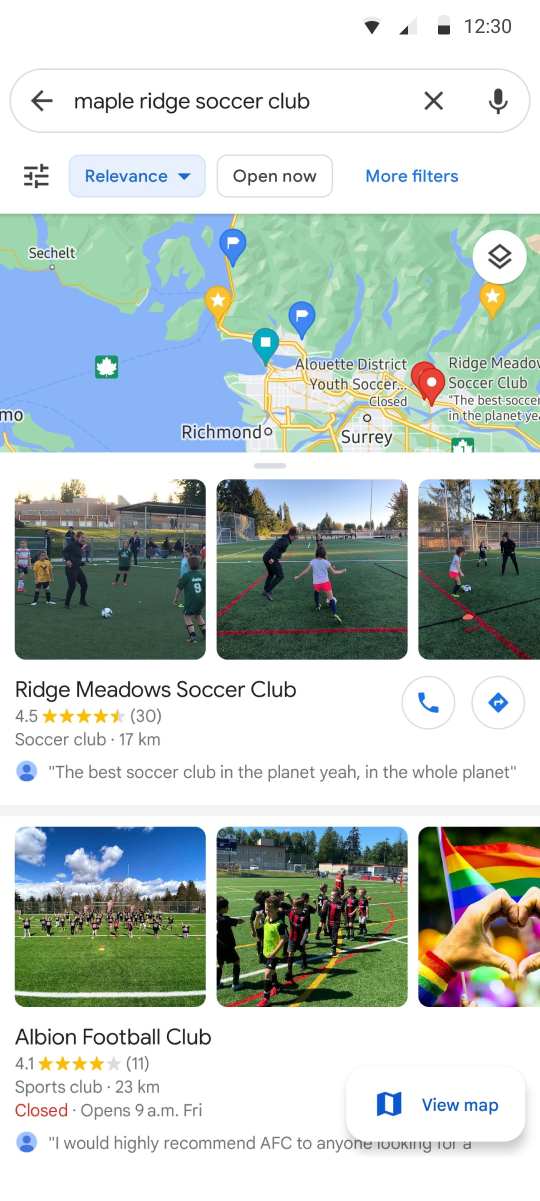 12:30
maple ridge soccer club
Relevance
Open now
More filters
Sechelt
Alouette District
Youth Soccer...
Closed
Ridge Meadow
Soccer Club
"The best soccer
in the planet yea
mo
Richmond
Surrey
1
9
Ridge Meadows Soccer Club
4.5 (30)
Soccer club · 17 km
"The best soccer club in the planet yeah, in the whole planet"
Albion Football Club
4.1 (11)
Sports club · 23 km
Closed · Opens 9 a.m. Fri
View map
"I would highly recommend AFC to anyone looking for a